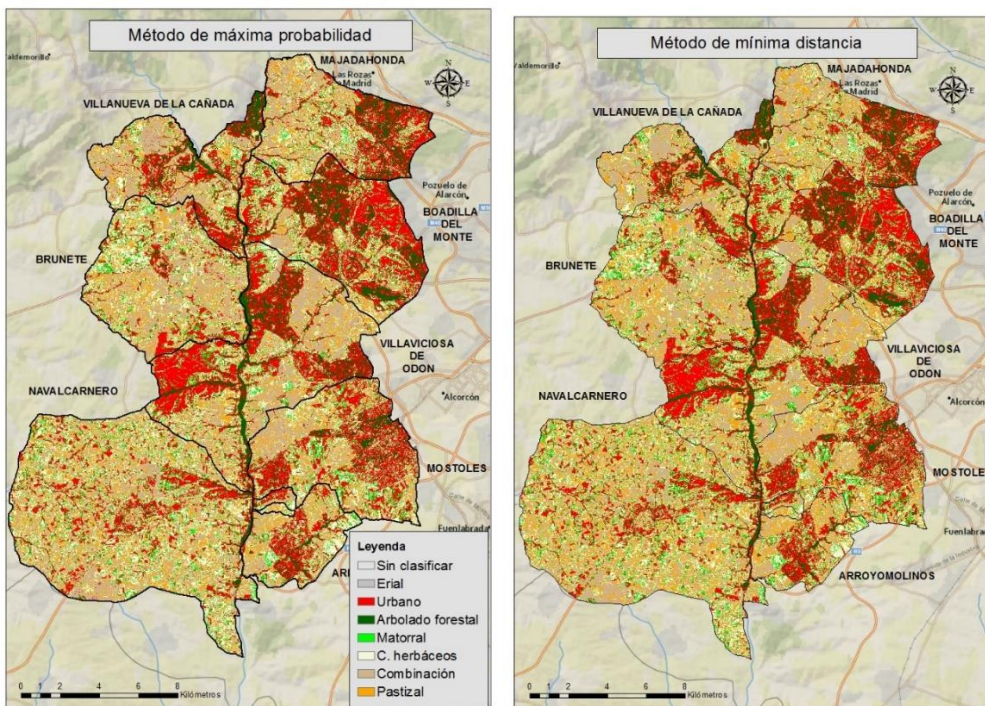 Método de máxima probabilidad
MAJADAHONDA
Las Rozas
Madrid
VILLANUEVA DE LA CAÑADA
N
W
E
S
Pozuelo de
Alarcón
BOADILLA
DEL
MONTE
BRUNETE
VILLAVICIOSA
DE
ODON
NAVALCARNERO
Alcorcón
MOSTOLES
Fuenlabrada
Leyenda
Sin clasificar
Erial
Urbano
Arbolado forestal
Matorral
C. herbáceos
Combinación
Pastizal
0 1 2 4 6 8
Kilómetros
Método de mínima distancia
Valdemorillo
MAJADAHONDA
Las Rozas
Madrid
VILLANUEVA DE LA CAÑADA
N
W
E
S
Pozuelo de
Alarcón
BOADILLA
DEL
MONTE
BRUNETE
VILLAVICIOSA
DE
ODON
NAVALCARNERO
Alcorcón
MOSTOLES
Fuenlabrada
ARROYOMOLINOS
0 1 2 4 6 8
Kilómetros